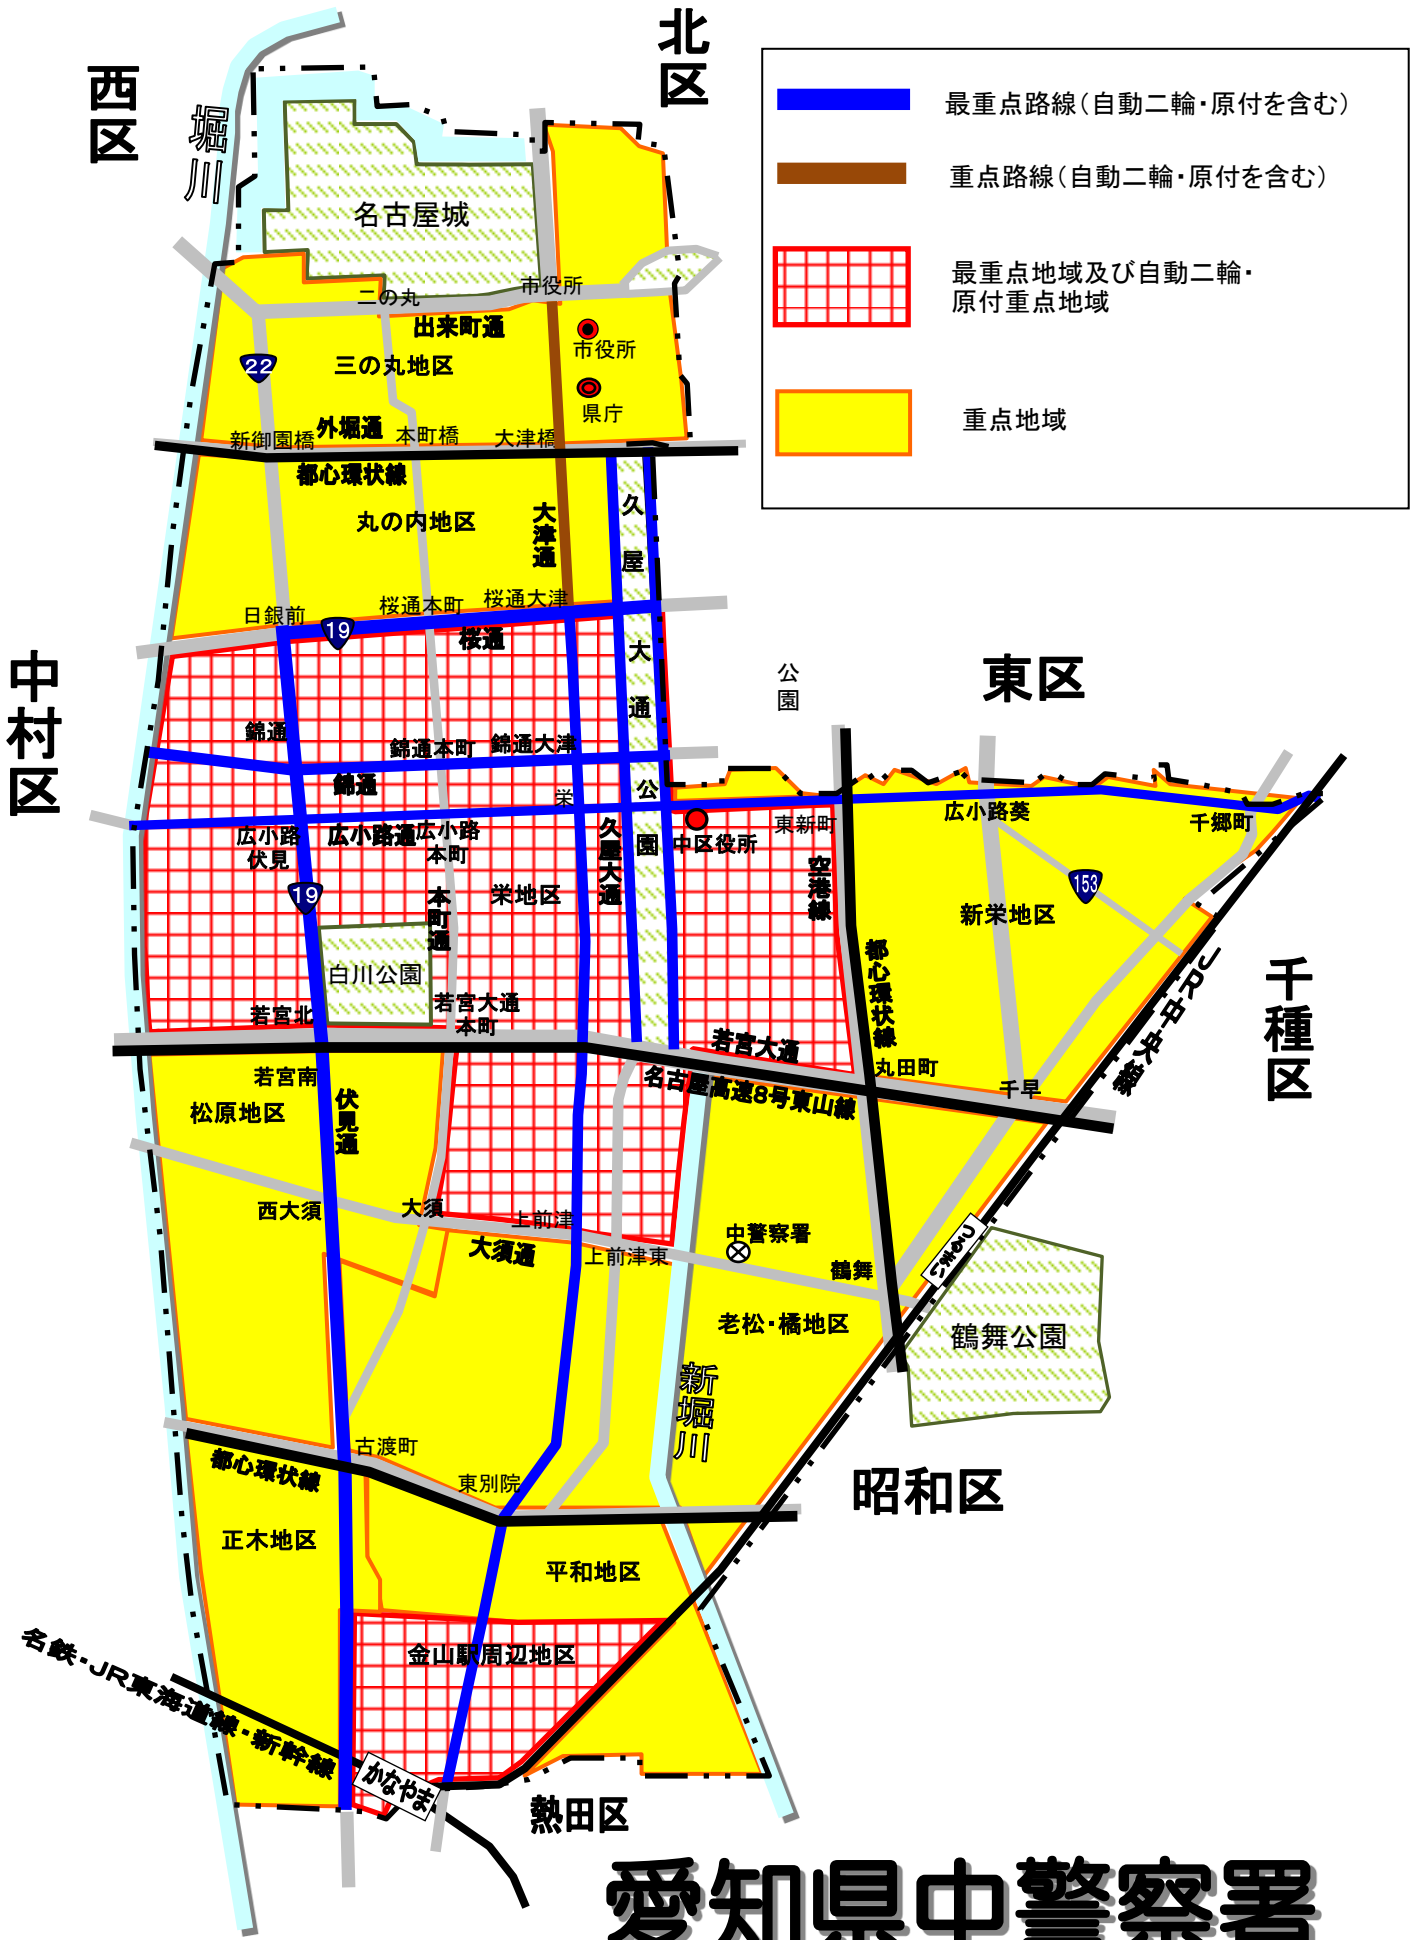 北区
西区
堀川
最重点路線（自動二輪・原付を含む）
重点路線（自動二輪・原付を含む）
最重点地域及び自動二輪・
原付重点地域
重点地域
名古屋城
二の丸
市役所
出来町通
市役所
三の丸地区
22
県庁
外堀通
新御園橋
本町橋
大津橋
都心環状線
丸の内地区
大津通
久屋大通公園
日銀前
桜通本町
桜通大津
19
桜通
中村区
公園
東区
錦通
錦通本町
錦通大津
錦通
栄
広小路
伏見
広小路通
広小路
本町
久屋大通
中区役所
東新町
広小路葵
千郷町
空港線
19
本町通
栄地区
153
新栄地区
白川公園
都心環状線
JR中央線
千種区
若宮北
若宮大通
本町
若宮大通
丸田町
千早
若宮南
名古屋高速8号東山線
松原地区
伏見通
西大須
大須
上前津
中警察署
大須通
上前津東
鶴舞
つるまい
老松・橘地区
鶴舞公園
新堀川
古渡町
都心環状線
東別院
昭和区
正木地区
平和地区
金山駅周辺地区
名鉄・JR東海道線・新幹線
かなやま
熱田区
愛知県中警察署